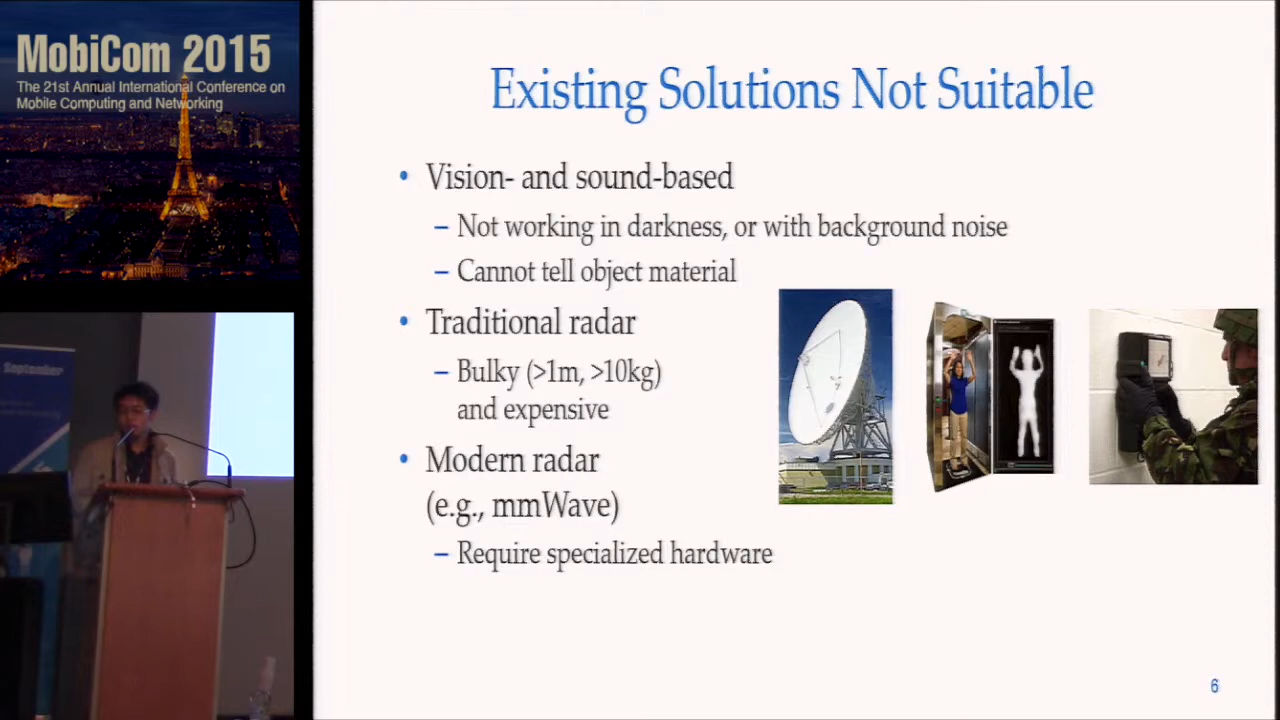 MobiCom 2015
The 21st Annual International Conference on
Mobile Computing and Networking
September
Existing Solutions Not Suitable
• Vision- and sound-based
– Not working in darkness, or with background noise
– Cannot tell object material
• Traditional radar
– Bulky (>1m, >10kg)
and expensive
• Modern radar
(e.g., mmWave)
– Require specialized hardware
6